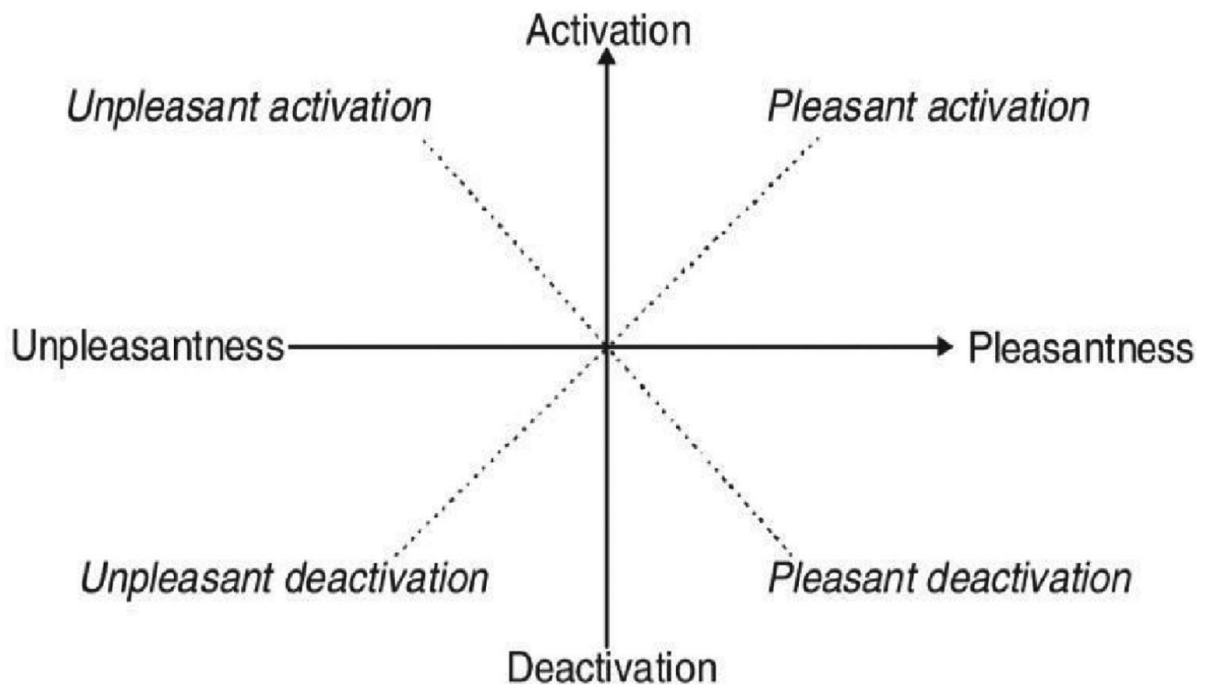 Activation
Unpleasant activation
Pleasant activation
Unpleasantness
Pleasantness
Unpleasant deactivation
Pleasant deactivation
Deactivation